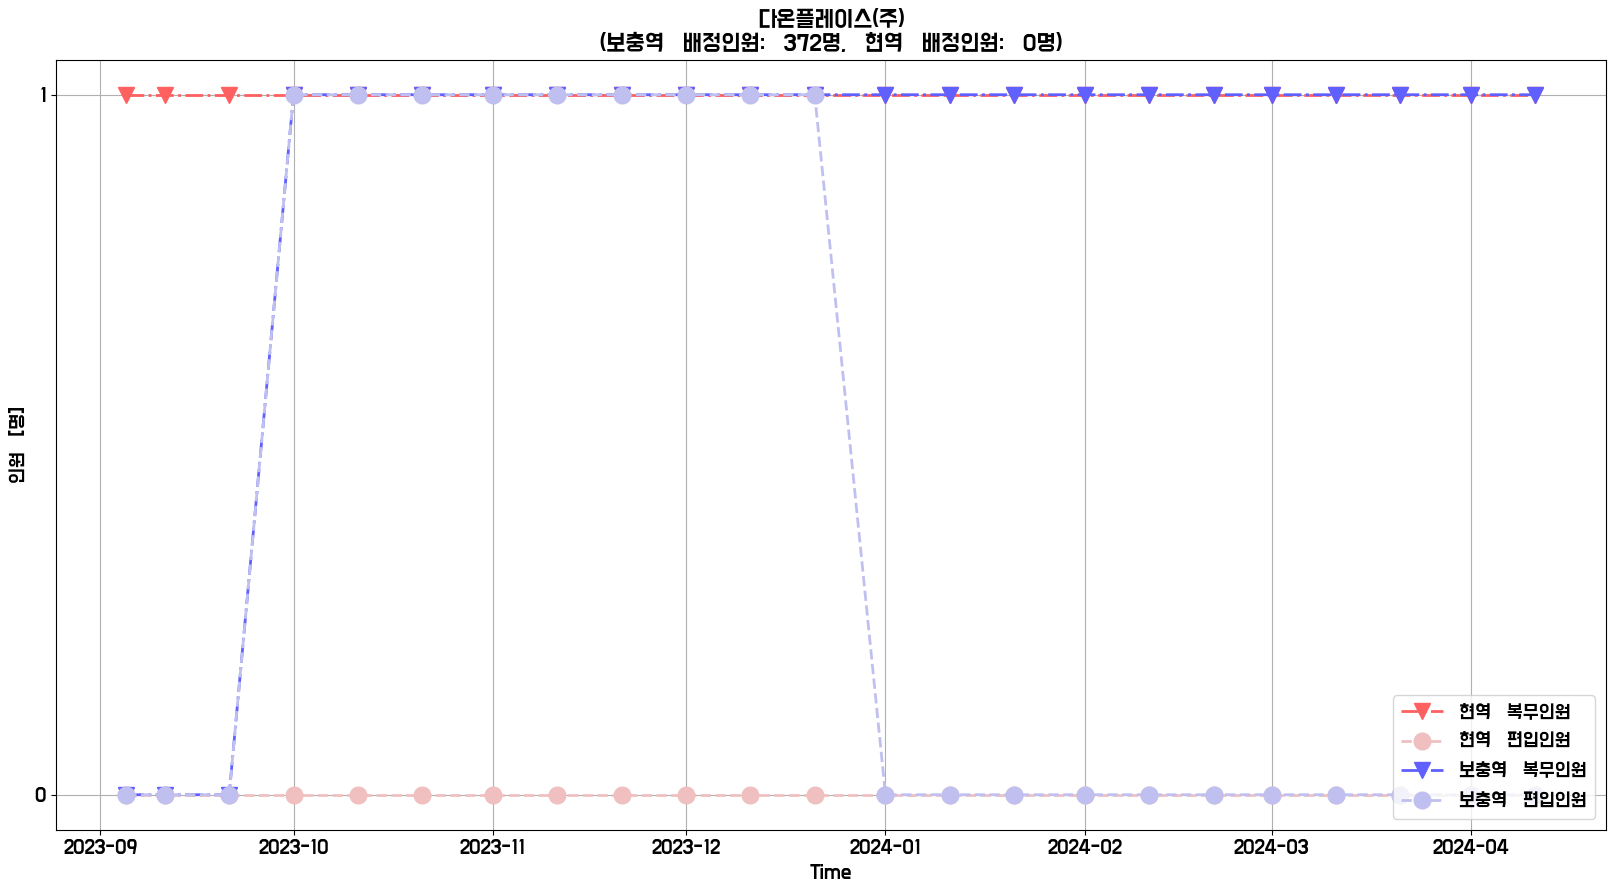 다온플레이스(주)
(보충역 배정인원: 372명, 현역 배정인원: 0명)
1
0
인원 [명]
2023-09 2023-10 2023-11 2023-12 2024-01 2024-02 2024-03 2024-04
Time
현역 복무인원
현역 편입인원
보충역 복무인원
보충역 편입인원